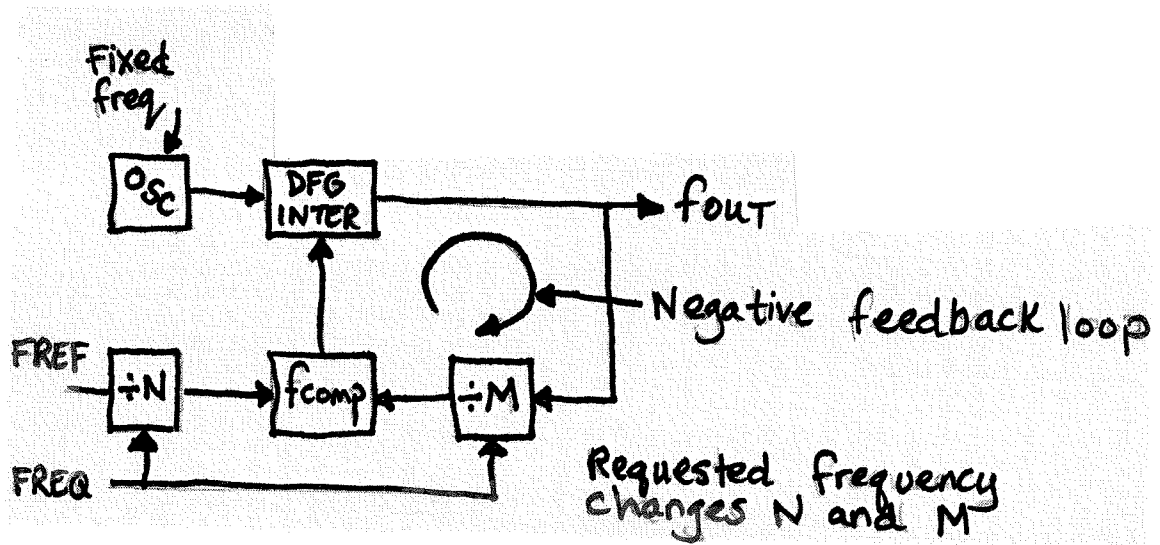 Fixed
freq
OSC
DFG
INTER
fOUT
Negative feedback loop
FREF
÷N
fcomp
÷M
FREQ
Requested frequency
changes N and M